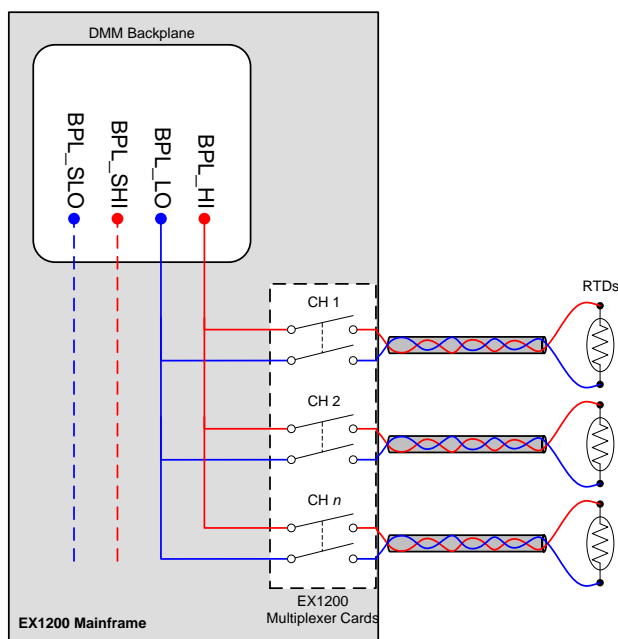 DMM Backplane
BPL_SLO
BPL_SHI
BPL_LO
BPL_HI
CH 1
RTDs
CH 2
CH n
EX1200
Multiplexer Cards
EX1200 Mainframe